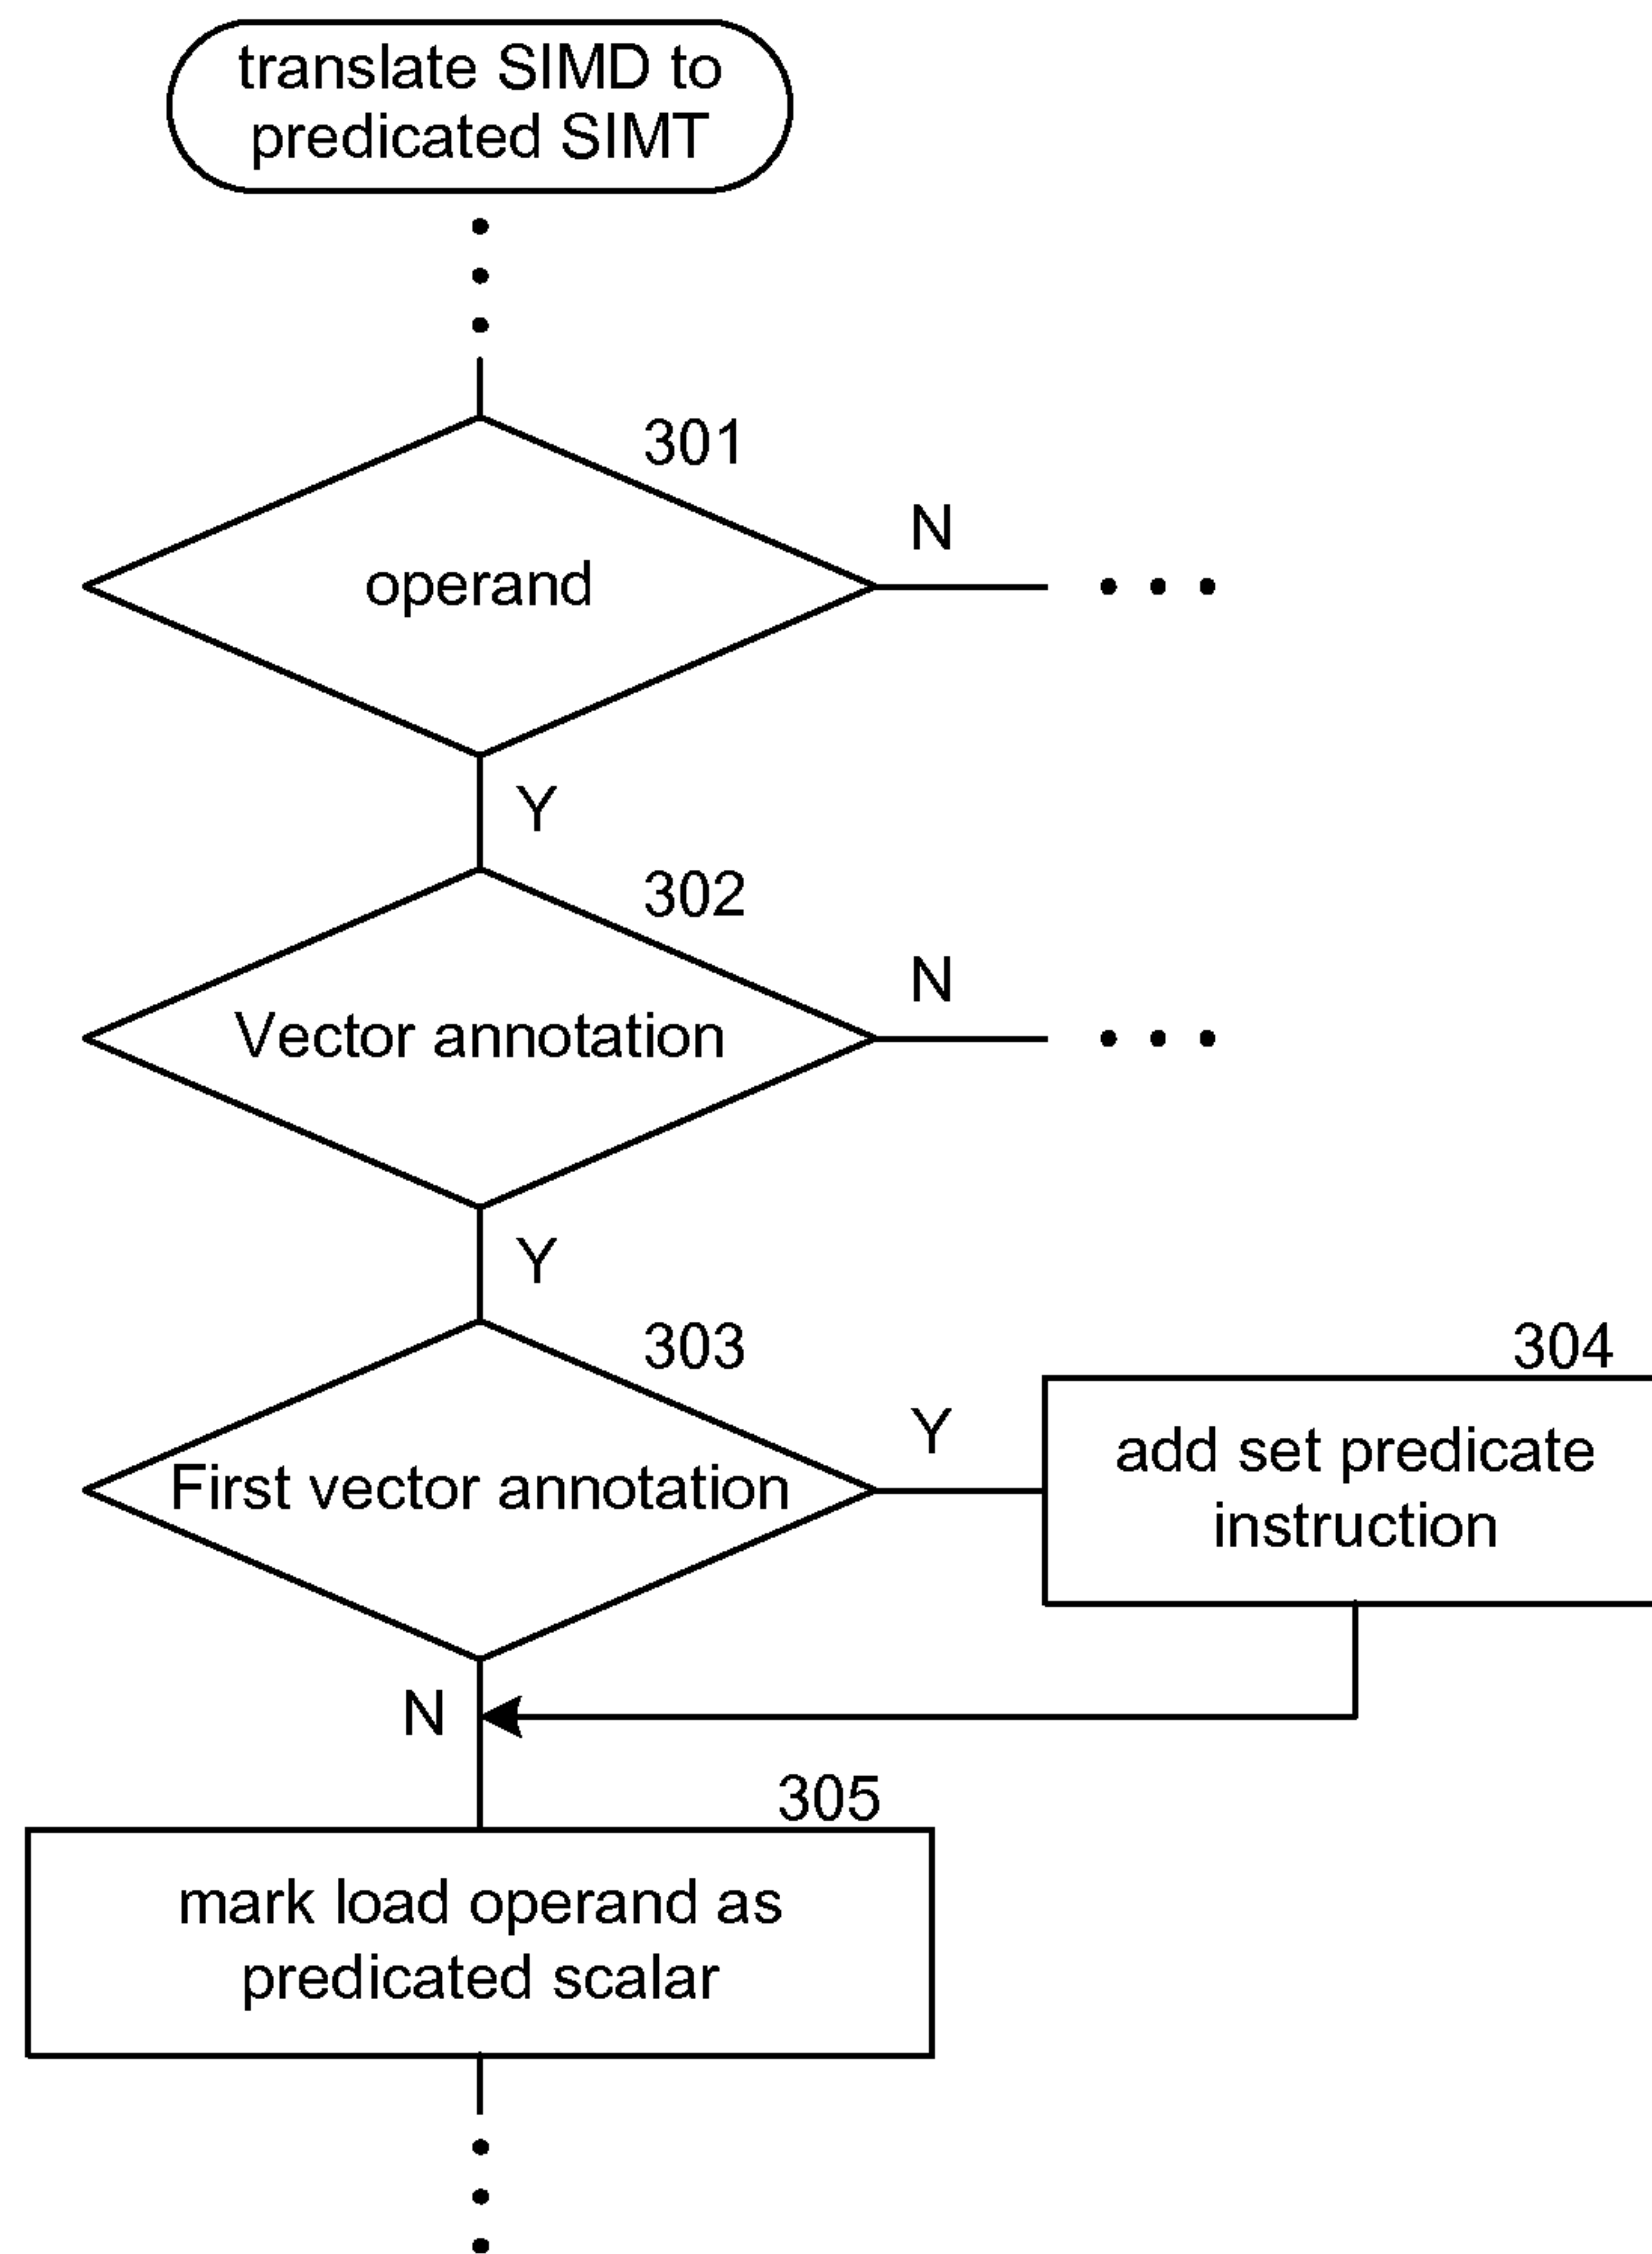 translate SIMD to
predicated SIMT
301
N
operand
Y
302
N
Vector annotation
Y
303
304
Y
First vector annotation
add set predicate
instruction
N
305
mark load operand as
predicated scalar